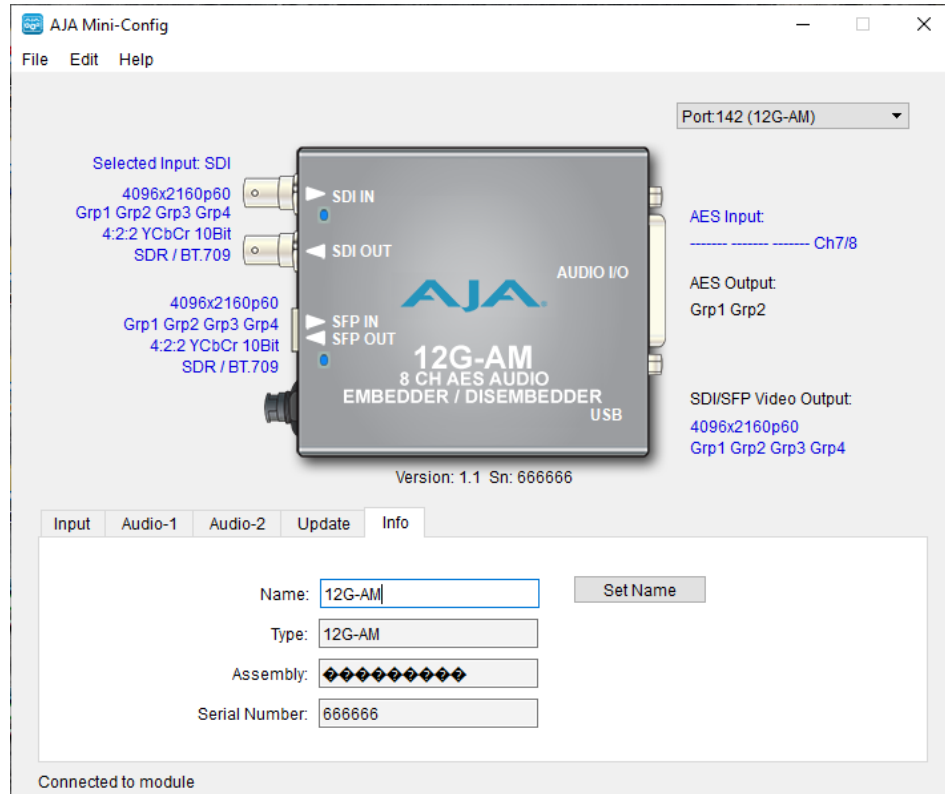 AJA Mini-Config
File Edit Help
Port:142 (12G-AM)
Selected Input: SDI
4096x2160p60
Grp1 Grp2 Grp3 Grp4
4:2:2 YCbCr 10Bit
SDR / BT.709
4096x2160p60
Grp1 Grp2 Grp3 Grp4
4:2:2 YCbCr 10Bit
SDR / BT.709
SDI IN
SDI OUT
SFP IN
SFP OUT
AUDIO I/O
AJA
12G-AM
8 CH AES AUDIO
EMBEDDER / DISEMBEDDER
USB
AES Input:
------- ------- ------- Ch7/8
AES Output:
Grp1 Grp2
SDI/SFP Video Output:
4096x2160p60
Grp1 Grp2 Grp3 Grp4
Version: 1.1 Sn: 666666
Input Audio-1 Audio-2 Update Info
Name: 12G-AM Set Name
Type: 12G-AM
Assembly: ���������
Serial Number: 666666
Connected to module